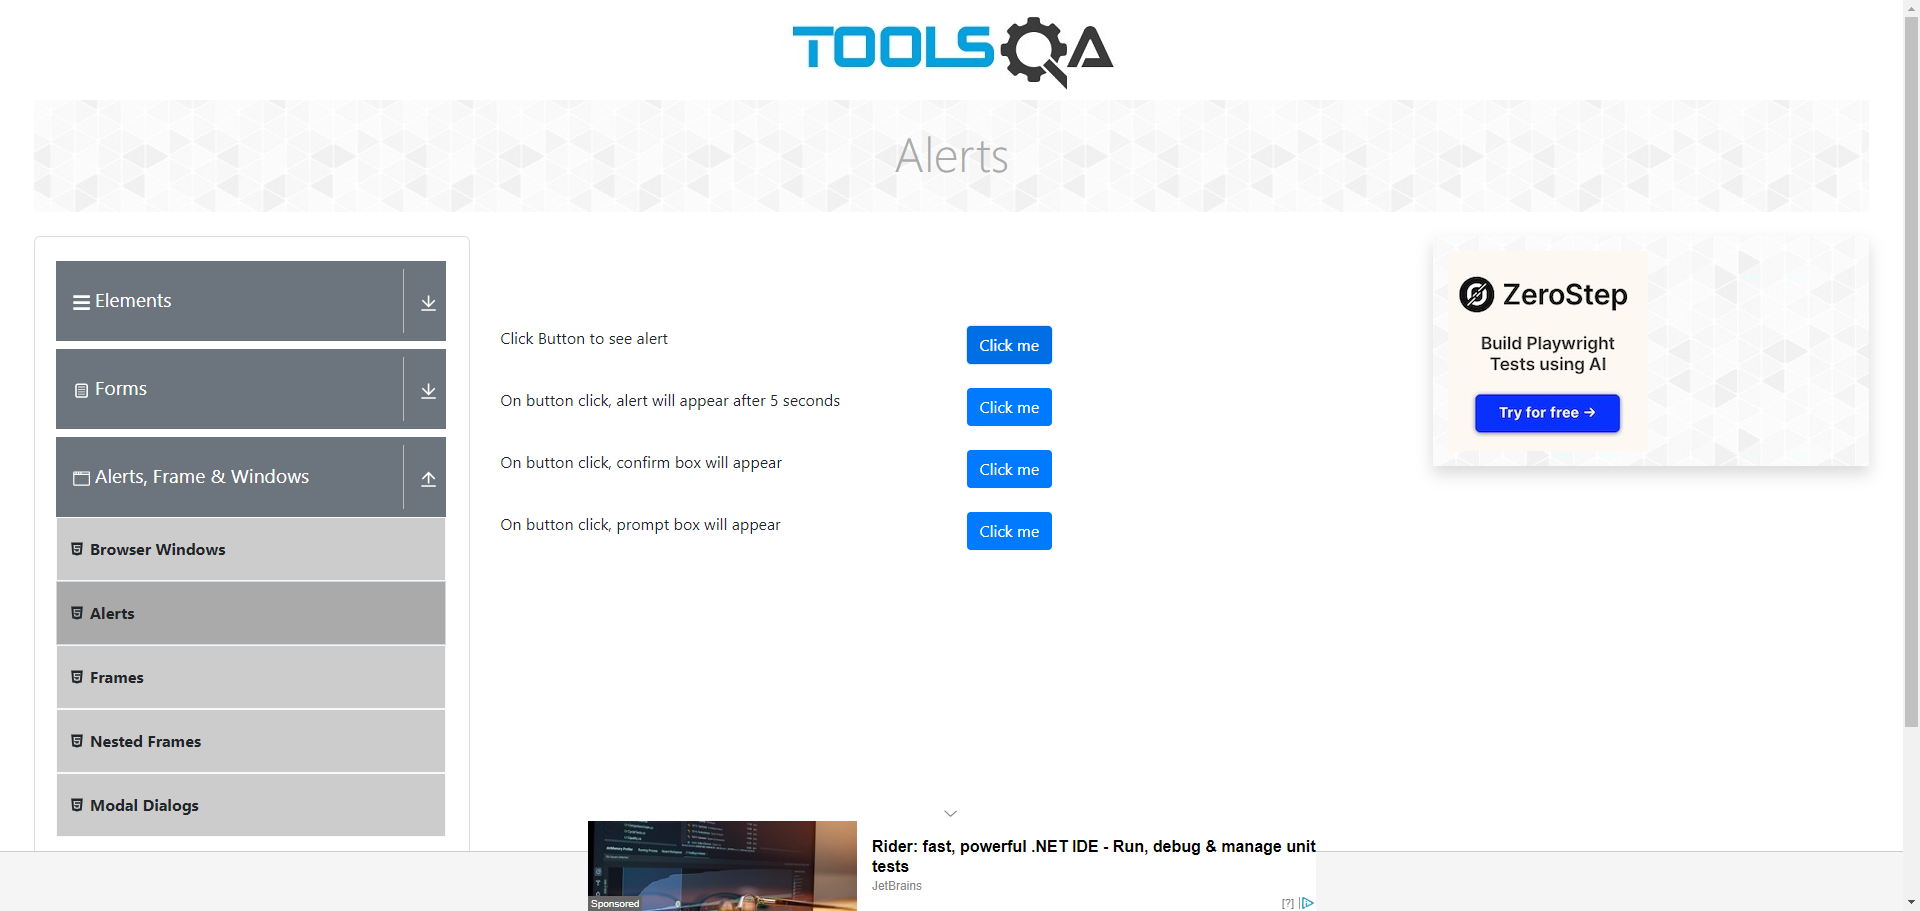 TOOLSQA
Alerts
Elements
Forms
Alerts, Frame & Windows
Browser Windows
Alerts
Frames
Nested Frames
Modal Dialogs
Click Button to see alert
Click me
On button click, alert will appear after 5 seconds
Click me
On button click, confirm box will appear
Click me
On button click, prompt box will appear
Click me
ZeroStep
Build Playwright
Tests using AI
Try for free →
Sponsored
Rider: fast, powerful .NET IDE - Run, debug & manage unit
tests
JetBrains
[?]